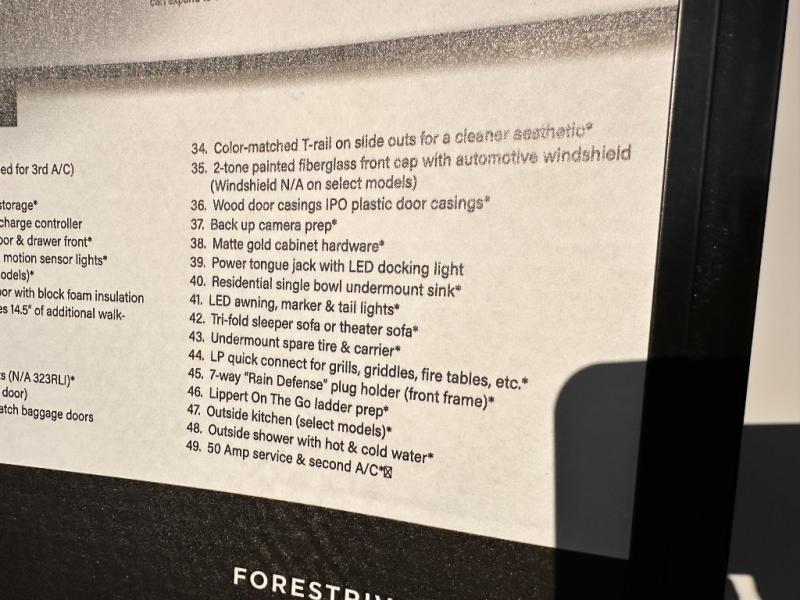 can expand to
ed for 3rd A/C)
storage*
charge controller
oor & drawer front*
motion sensor lights*
odels)*
oor with block foam insulation
es 14.5" of additional walk-
s (N/A 323RLI)*
door)
atch baggage doors
34. Color-matched T-rail on slide outs for a cleaner aesthetic*
35. 2-tone painted fiberglass front cap with automotive windshield
(Windshield N/A on select models)
36. Wood door casings IPO plastic door casings*
37. Back up camera prep*
38. Matte gold cabinet hardware*
39. Power tongue jack with LED docking light
40. Residential single bowl undermount sink*
41. LED awning, marker & tail lights*
42. Tri-fold sleeper sofa or theater sofa*
43. Undermount spare tire & carrier*
44. LP quick connect for grills, griddles, fire tables, etc.*
45. 7-way "Rain Defense" plug holder (front frame)*
46. Lippert On The Go ladder prep*
47. Outside kitchen (select models)*
48. Outside shower with hot & cold water*
49. 50 Amp service & second A/C*
FORESTRIV